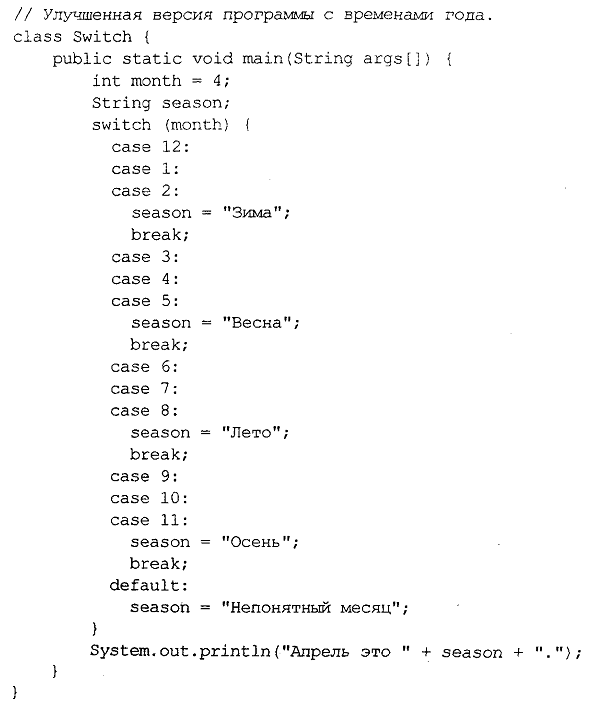 // Улучшенная версия программы с временами года.
class Switch {
public static void main(String args[]) {
int month = 4;
String season;
switch (month) {
case 12:
case 1:
case 2:
season = "Зима";
break;
case 3:
case 4:
case 5:
season = "Весна";
break;
case 6:
case 7:
case 8:
season = "Лето";
break;
case 9:
case 10:
case 11:
season = "Осень";
break;
default:
season = "Непонятный месяц";
}
System.out.println("Апрель это " + season + ".");
}
}